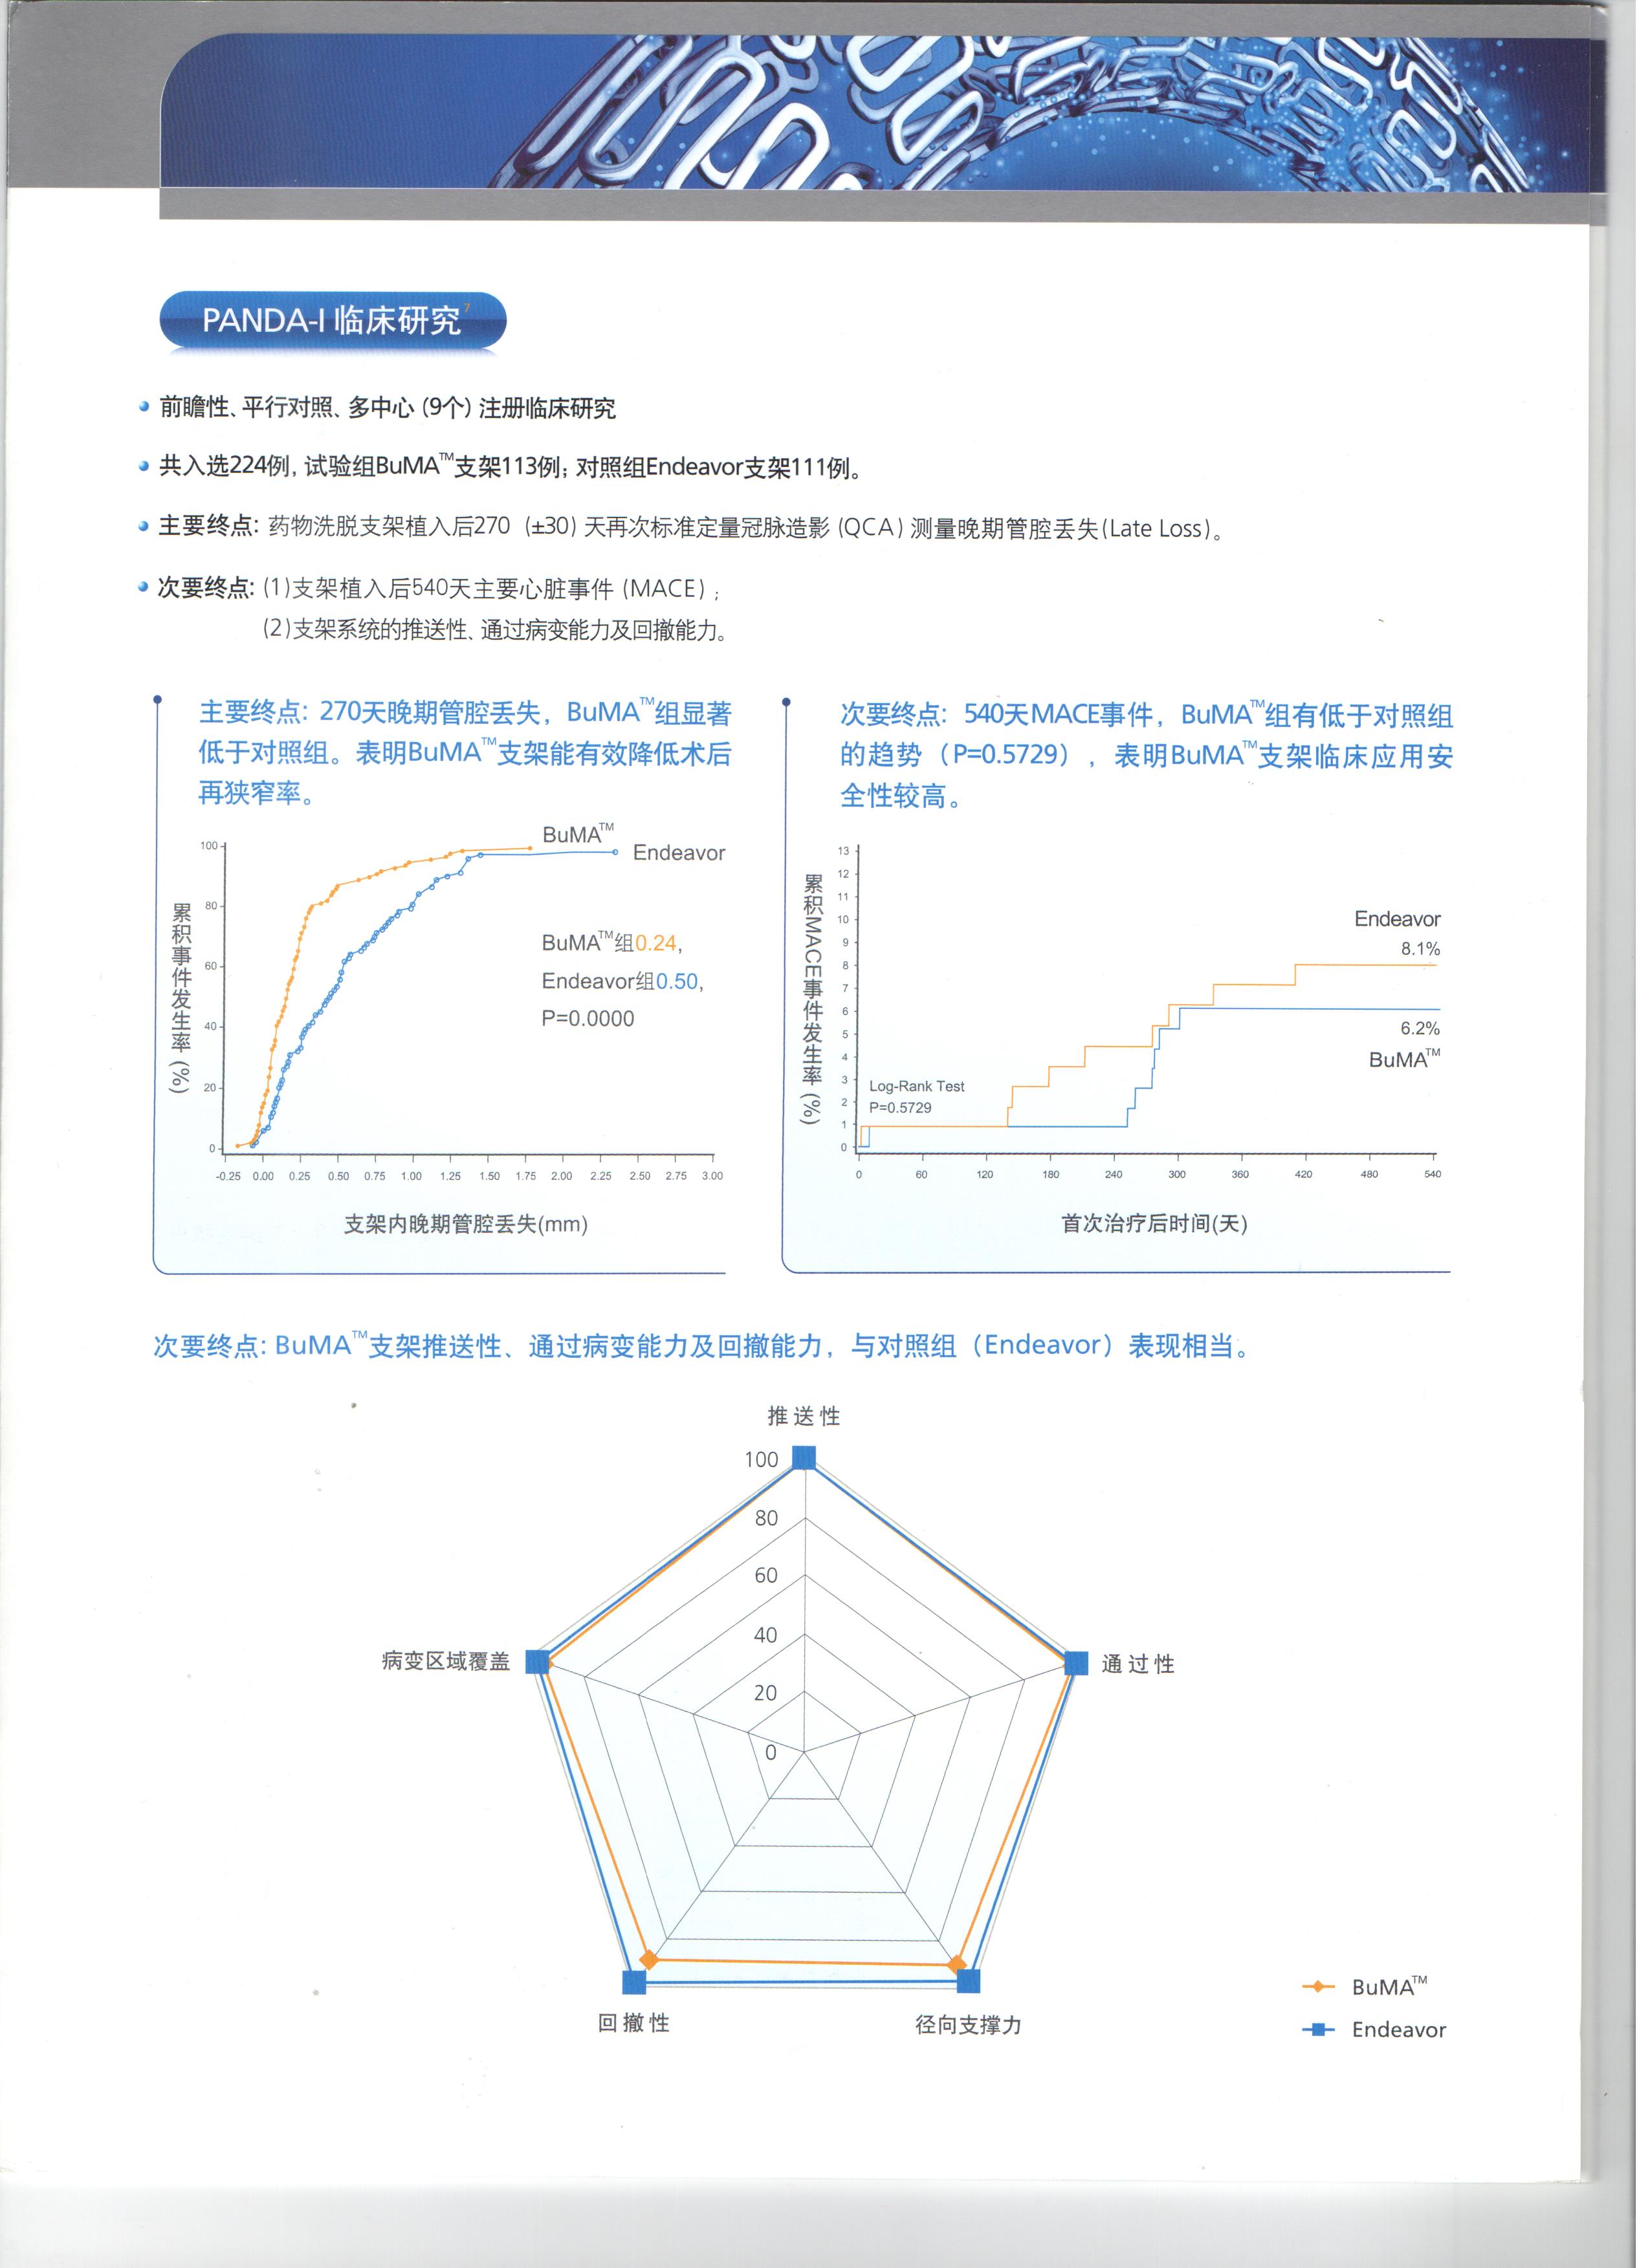 PANDA-I 临床研究7
前瞻性、平行对照、多中心 (9个) 注册临床研究
共入选224例, 试验组BuMA™支架113例; 对照组Endeavor支架111例。
主要终点: 药物洗脱支架植入后270 (±30) 天再次标准定量冠脉造影 (QCA) 测量晚期管腔丢失(Late Loss)。
次要终点: (1)支架植入后540天主要心脏事件 (MACE) ;
(2)支架系统的推送性、通过病变能力及回撤能力。
主要终点: 270天晚期管腔丢失, BuMA™组显著
低于对照组。表明BuMA™支架能有效降低术后
再狭窄率。
BuMA™
Endeavor
100
80
60
40
20
0
累积事件发生率 (%)
BuMA™组0.24,
Endeavor组0.50,
P=0.0000
-0.25 0.00 0.25 0.50 0.75 1.00 1.25 1.50 1.75 2.00 2.25 2.50 2.75 3.00
支架内晚期管腔丢失(mm)
次要终点: 540天MACE事件, BuMA™组有低于对照组
的趋势 (P=0.5729) , 表明BuMA™支架临床应用安
全性较高。
13
12
11
10
9
8
7
6
5
4
3
2
1
0
累积MACE事件发生率 (%)
Endeavor
8.1%
6.2%
BuMA™
Log-Rank Test
P=0.5729
0 60 120 180 240 300 360 420 480 540
首次治疗后时间(天)
次要终点: BuMA™支架推送性、通过病变能力及回撤能力, 与对照组 (Endeavor) 表现相当。
推送性
100
80
60
40
20
0
病变区域覆盖
通过性
回撤性
径向支撑力
BuMA™
Endeavor